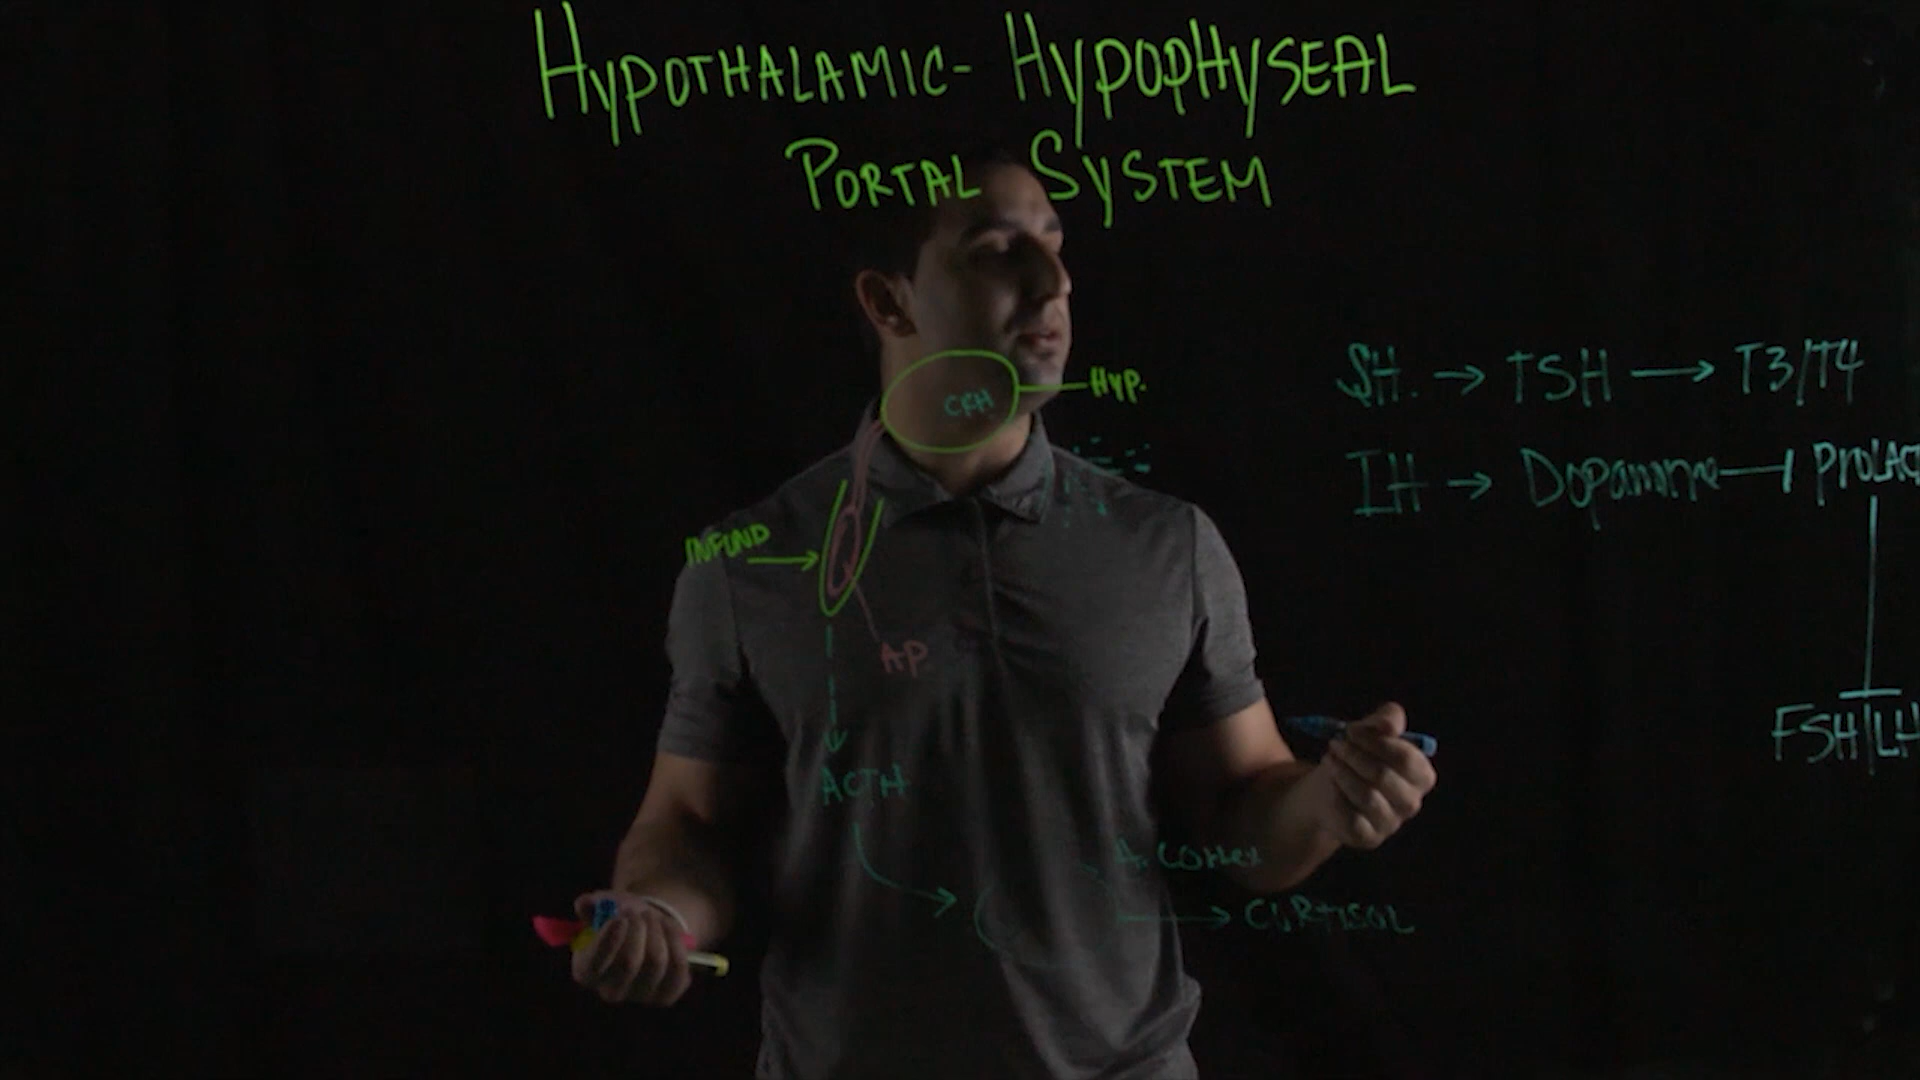 HYPOTHALAMIC-HYPOPHYSEAL
PORTAL SYSTEM
CRH
HYP.
INFUND
AP
ACTH
A. CORTEX
CORTISOL
SH. → TSH → T3/T4
IH → Dopamine PROLACT
FSH/LH